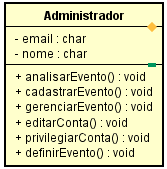 Administrador
- email : char
- nome : char
+ analisarEvento() : void
+ cadastrarEvento() : void
+ gerenciarEvento() : void
+ editarConta() : void
+ privilegiarConta() : void
+ definirEvento() : void